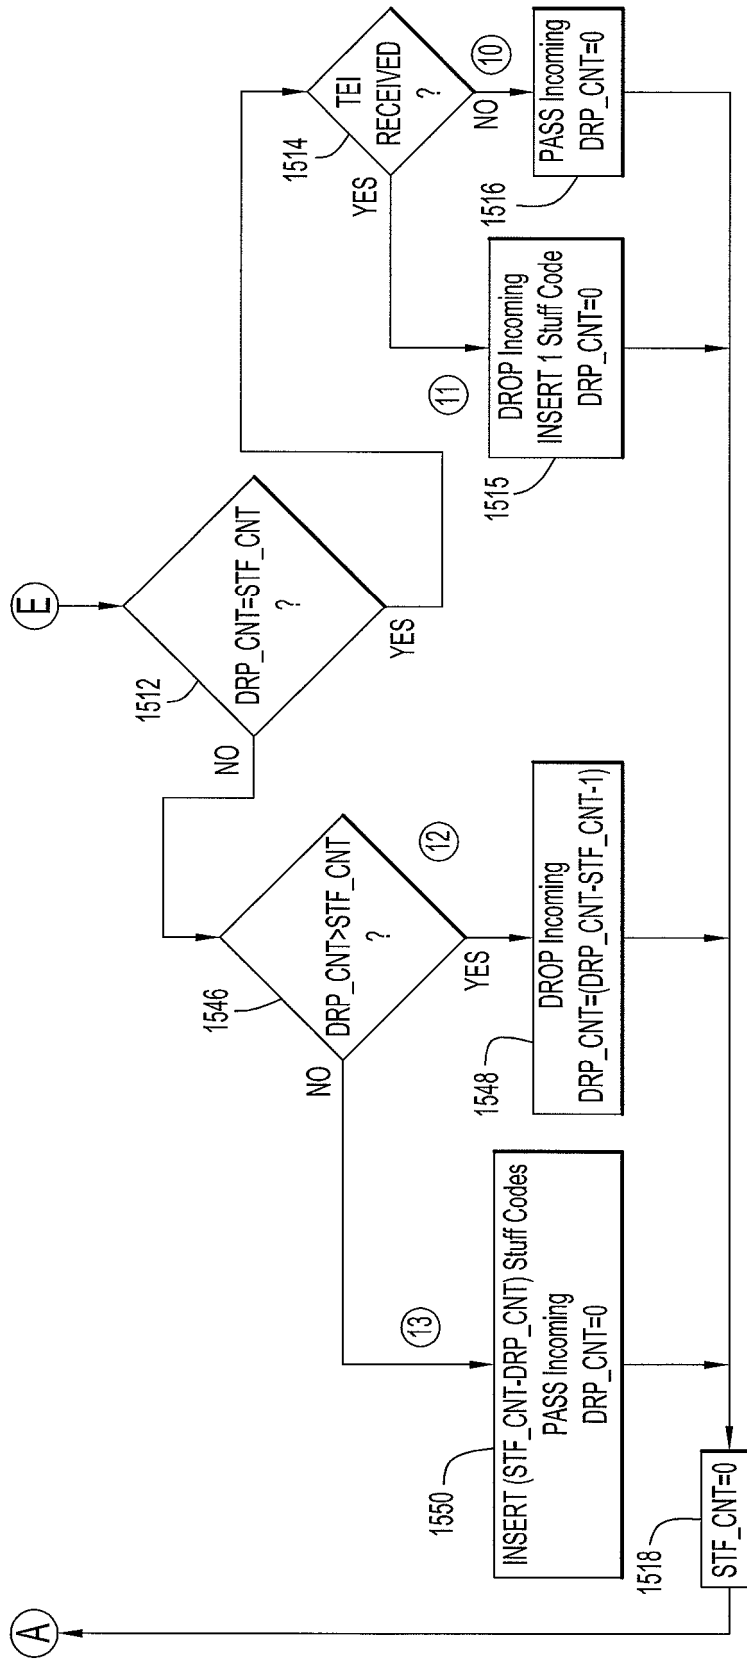 E
1512
DRP_CNT=STF_CNT
?
NO
YES
1514
TEI
RECEIVED
?
YES
NO
10
PASS Incoming
DRP_CNT=0
1516
11
DROP Incoming
INSERT 1 Stuff Code
DRP_CNT=0
1515
1546
DRP_CNT>STF_CNT
?
NO
YES
12
DROP Incoming
DRP_CNT=(DRP_CNT-STF_CNT-1)
1548
13
INSERT (STF_CNT-DRP_CNT) Stuff Codes
PASS Incoming
DRP_CNT=0
1550
1518
STF_CNT=0
A